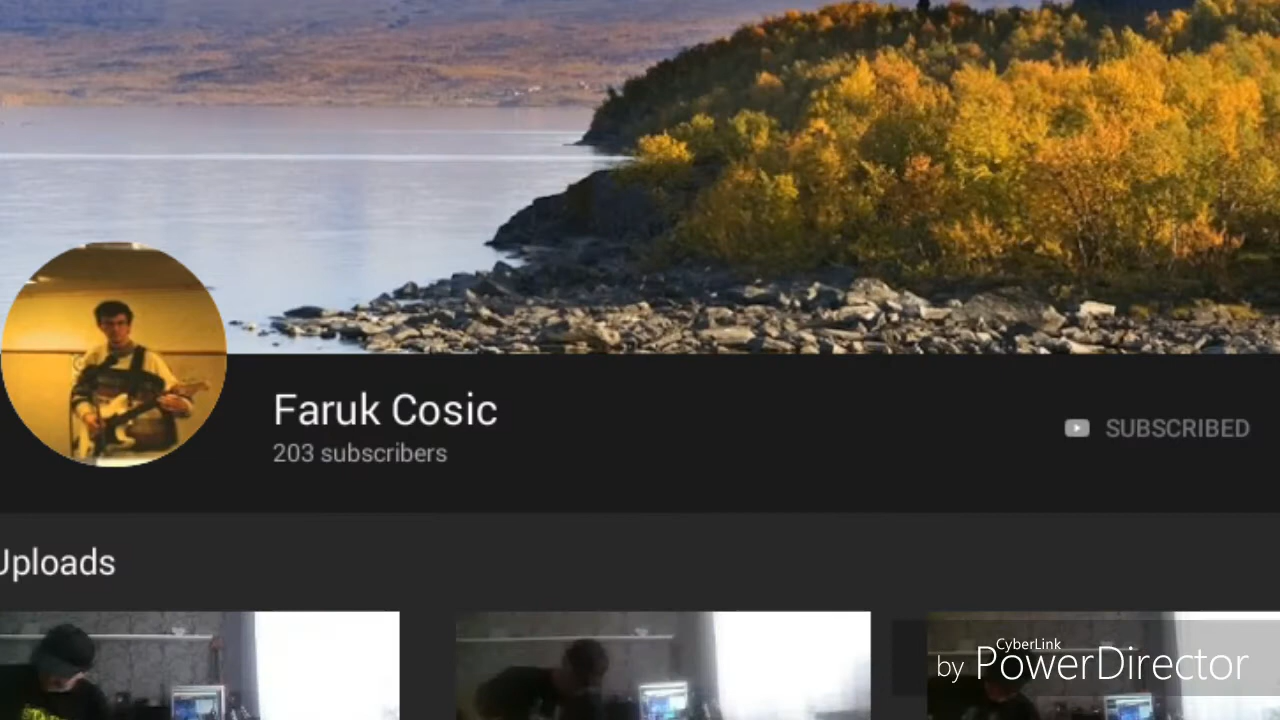 Faruk Cosic
203 subscribers
SUBSCRIBED
Uploads
CyberLink
by PowerDirector